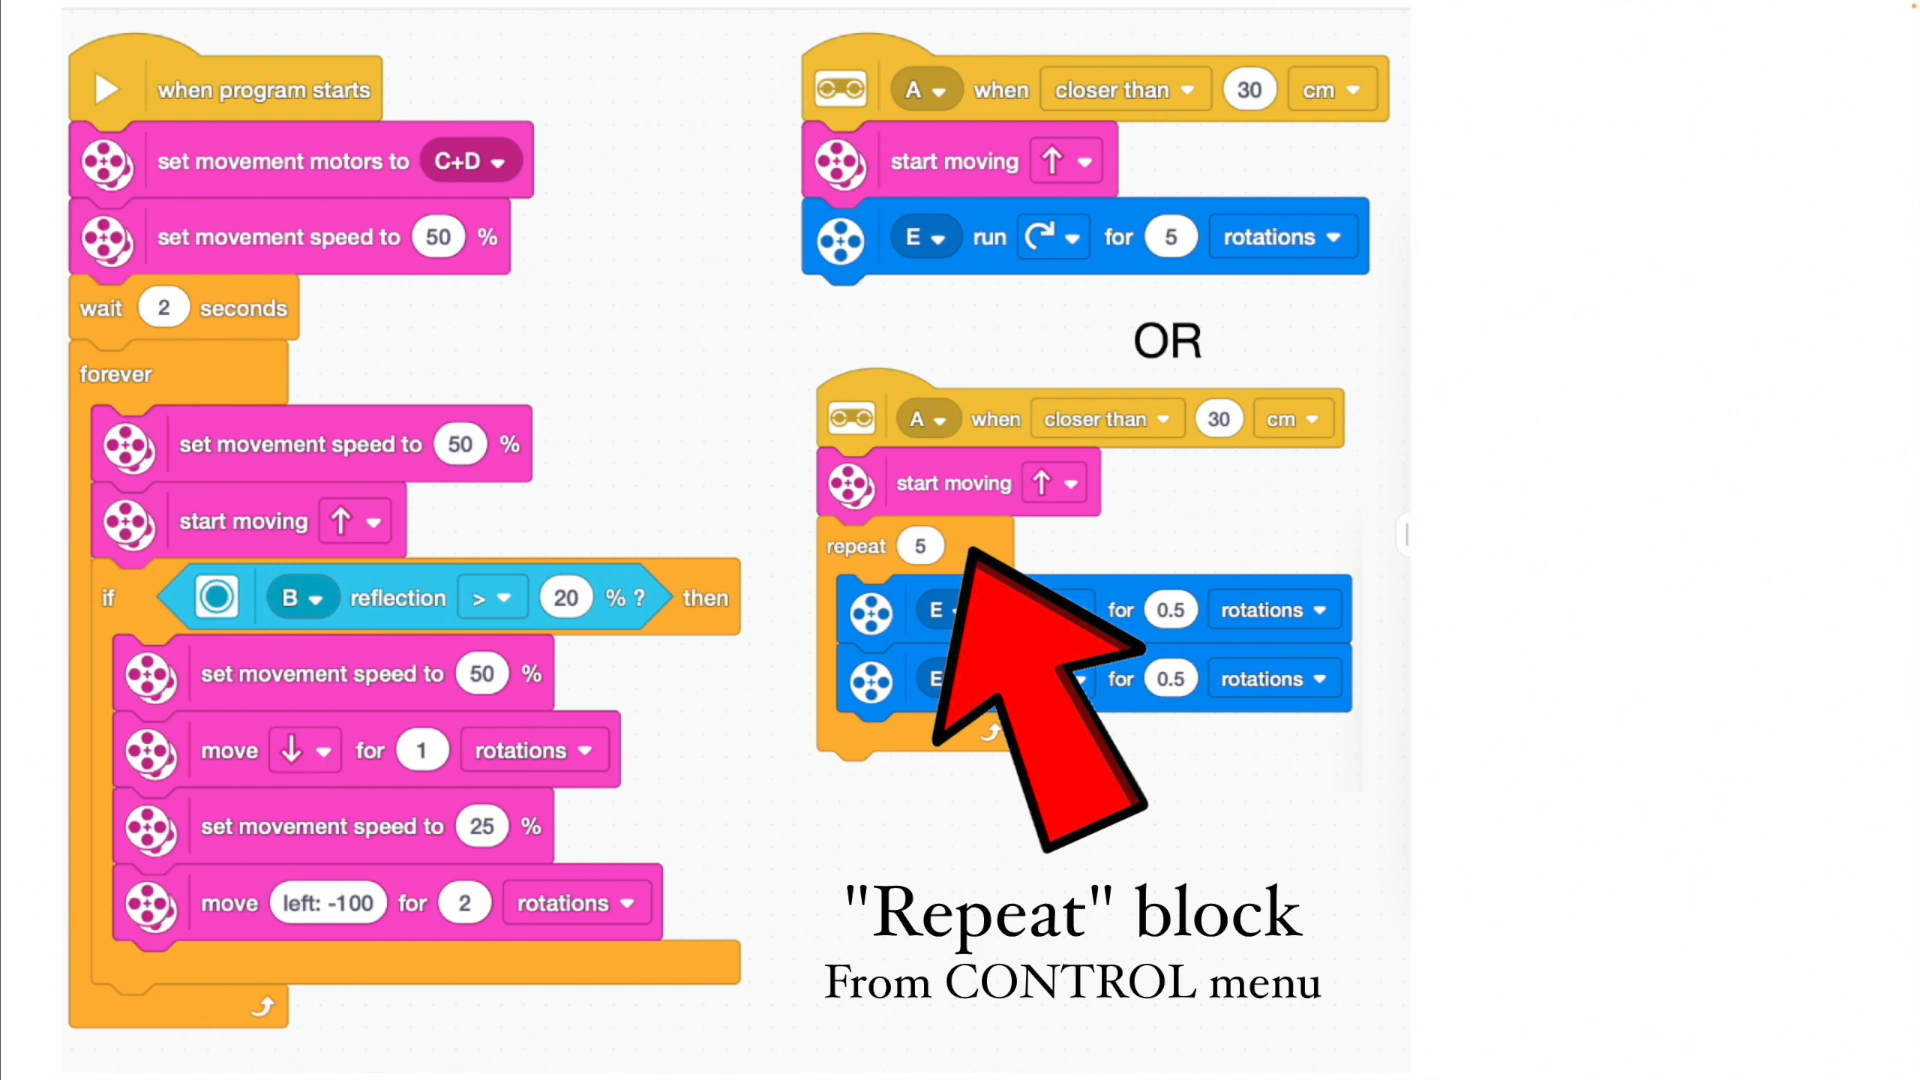 when program starts
set movement motors to C+D
set movement speed to 50 %
wait 2 seconds
forever
set movement speed to 50 %
start moving
if B reflection > 20 % ? then
set movement speed to 50 %
move for 1 rotations
set movement speed to 25 %
move left: -100 for 2 rotations
A when closer than 30 cm
start moving
E run for 5 rotations
OR
A when closer than 30 cm
start moving
repeat 5
E for 0.5 rotations
E for 0.5 rotations
"Repeat" block
From CONTROL menu